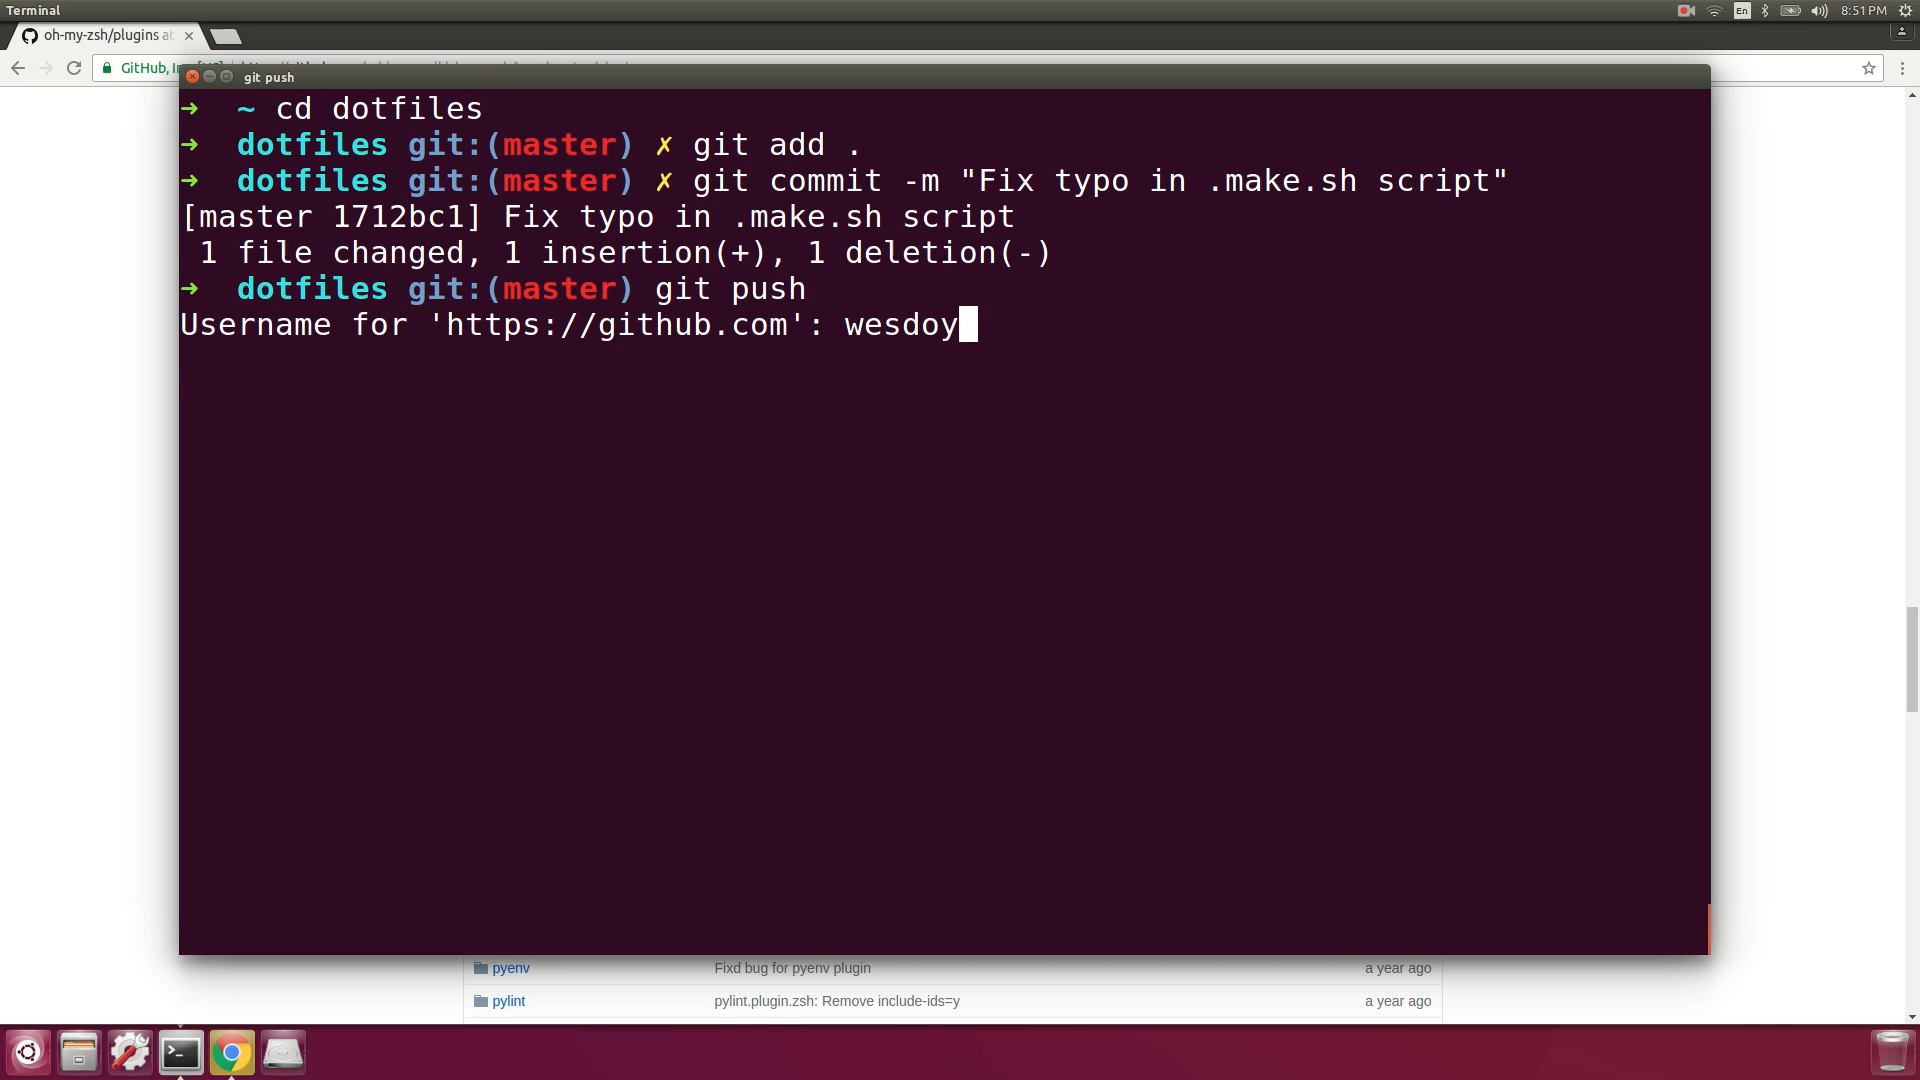 Terminal
En
8:51 PM
oh-my-zsh/plugins at
GitHub, In
git push
➜ ~ cd dotfiles
➜ dotfiles git:(master) ✗ git add .
➜ dotfiles git:(master) ✗ git commit -m "Fix typo in .make.sh script"
[master 1712bc1] Fix typo in .make.sh script
1 file changed, 1 insertion(+), 1 deletion(-)
➜ dotfiles git:(master) git push
Username for 'https://github.com': wesdoy
pyenv Fixd bug for pyenv plugin a year ago
pylint pylint.plugin.zsh: Remove include-ids=y a year ago